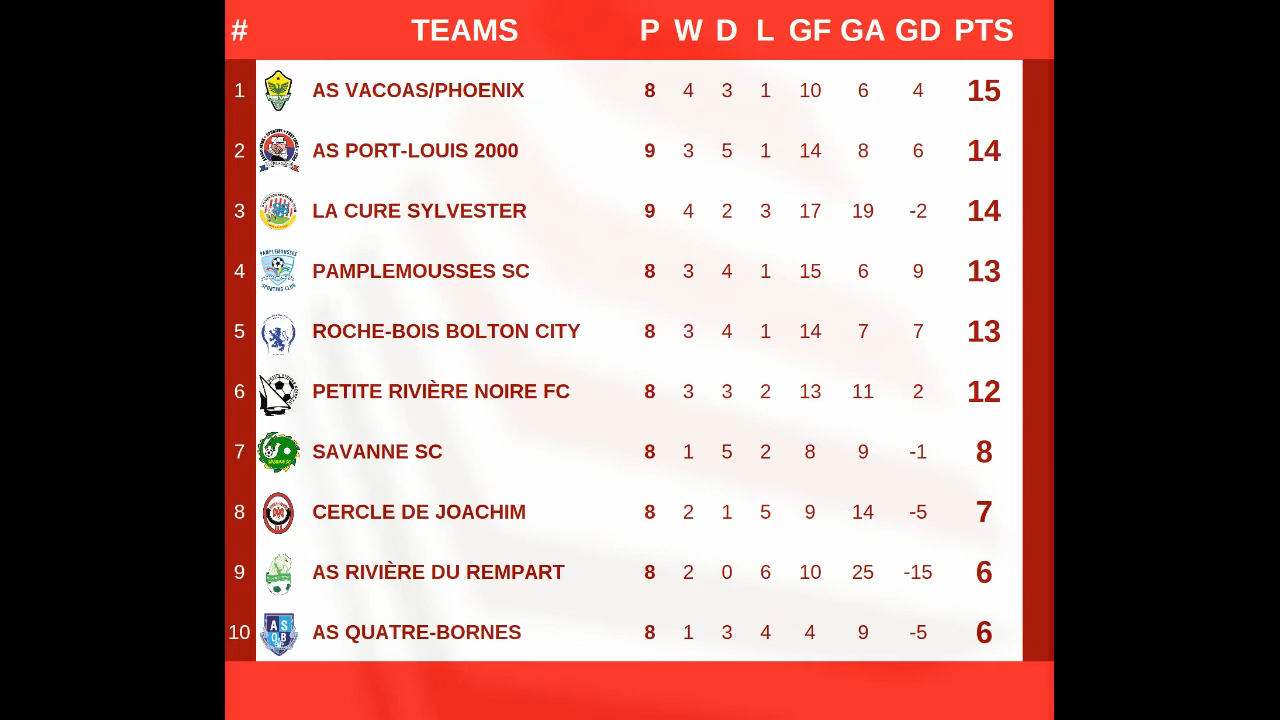 # TEAMS P W D L GF GA GD PTS
1 AS VACOAS/PHOENIX 8 4 3 1 10 6 4 15
2 AS PORT-LOUIS 2000 9 3 5 1 14 8 6 14
3 LA CURE SYLVESTER 9 4 2 3 17 19 -2 14
4 PAMPLEMOUSSES SC 8 3 4 1 15 6 9 13
5 ROCHE-BOIS BOLTON CITY 8 3 4 1 14 7 7 13
6 PETITE RIVIÈRE NOIRE FC 8 3 3 2 13 11 2 12
7 SAVANNE SC 8 1 5 2 8 9 -1 8
8 CERCLE DE JOACHIM 8 2 1 5 9 14 -5 7
9 AS RIVIÈRE DU REMPART 8 2 0 6 10 25 -15 6
10 AS QUATRE-BORNES 8 1 3 4 4 9 -5 6